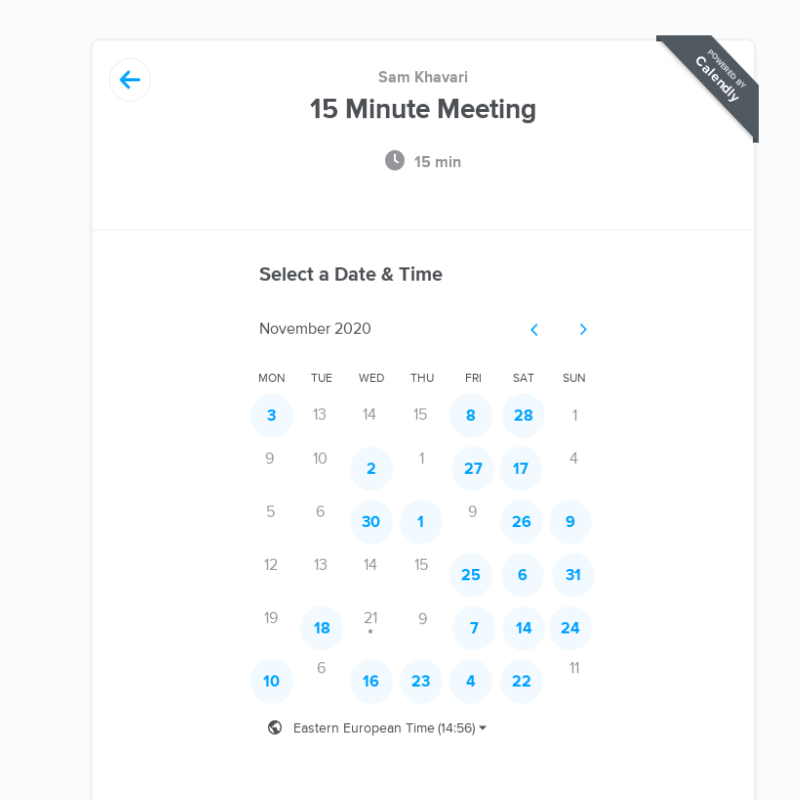 POWERED BY
Calendly
Sam Khavari
15 Minute Meeting
15 min
Select a Date & Time
November 2020
MON TUE WED THU FRI SAT SUN
3 13 14 15 8 28 1
9 10 2 1 27 17 4
5 6 30 1 9 26 9
12 13 14 15 25 6 31
19 18 21 9 7 14 24
10 6 16 23 4 22 11
Eastern European Time (14:56)